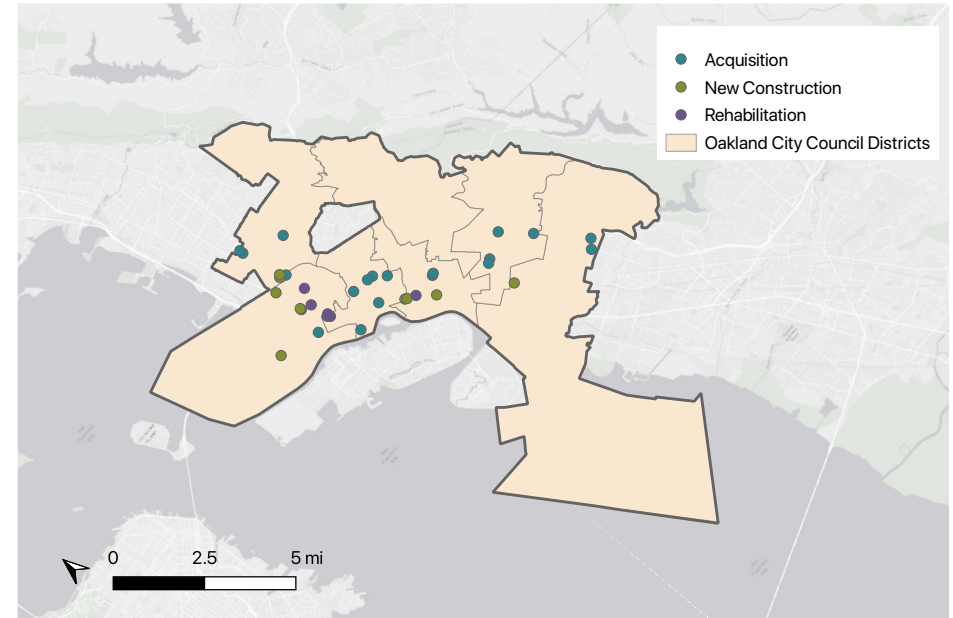 Acquisition
New Construction
Rehabilitation
Oakland City Council Districts
0 2.5 5 mi